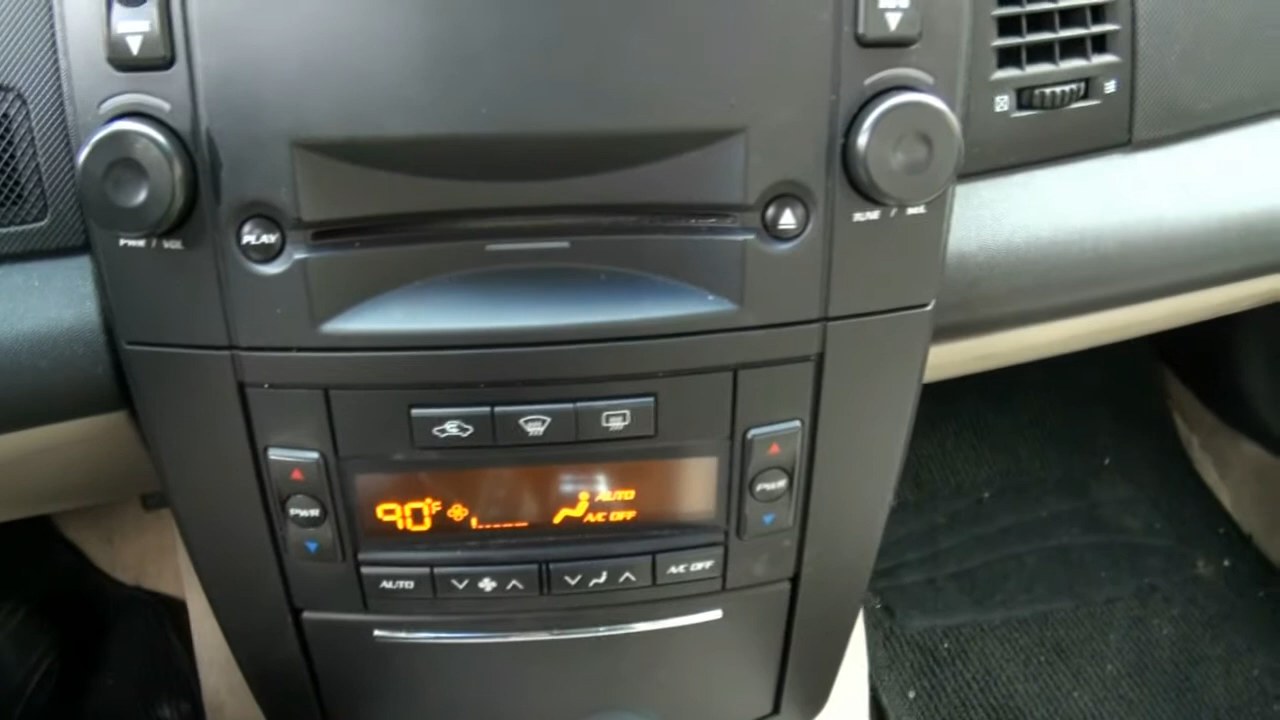 PWR / VOL
PLAY
TUNE / SEL
PWR
PWR
90°F
AUTO
A/C OFF
AUTO
A/C OFF